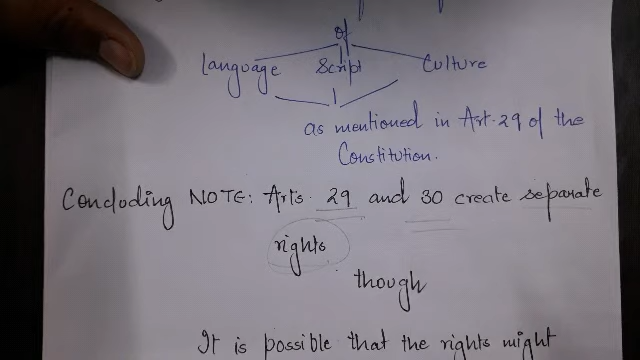 of
Language Script Culture
as mentioned in Art. 29 of the
Constitution.
Concluding NOTE: Arts. 29 and 30 create separate
rights.
though
It is possible that the rights might